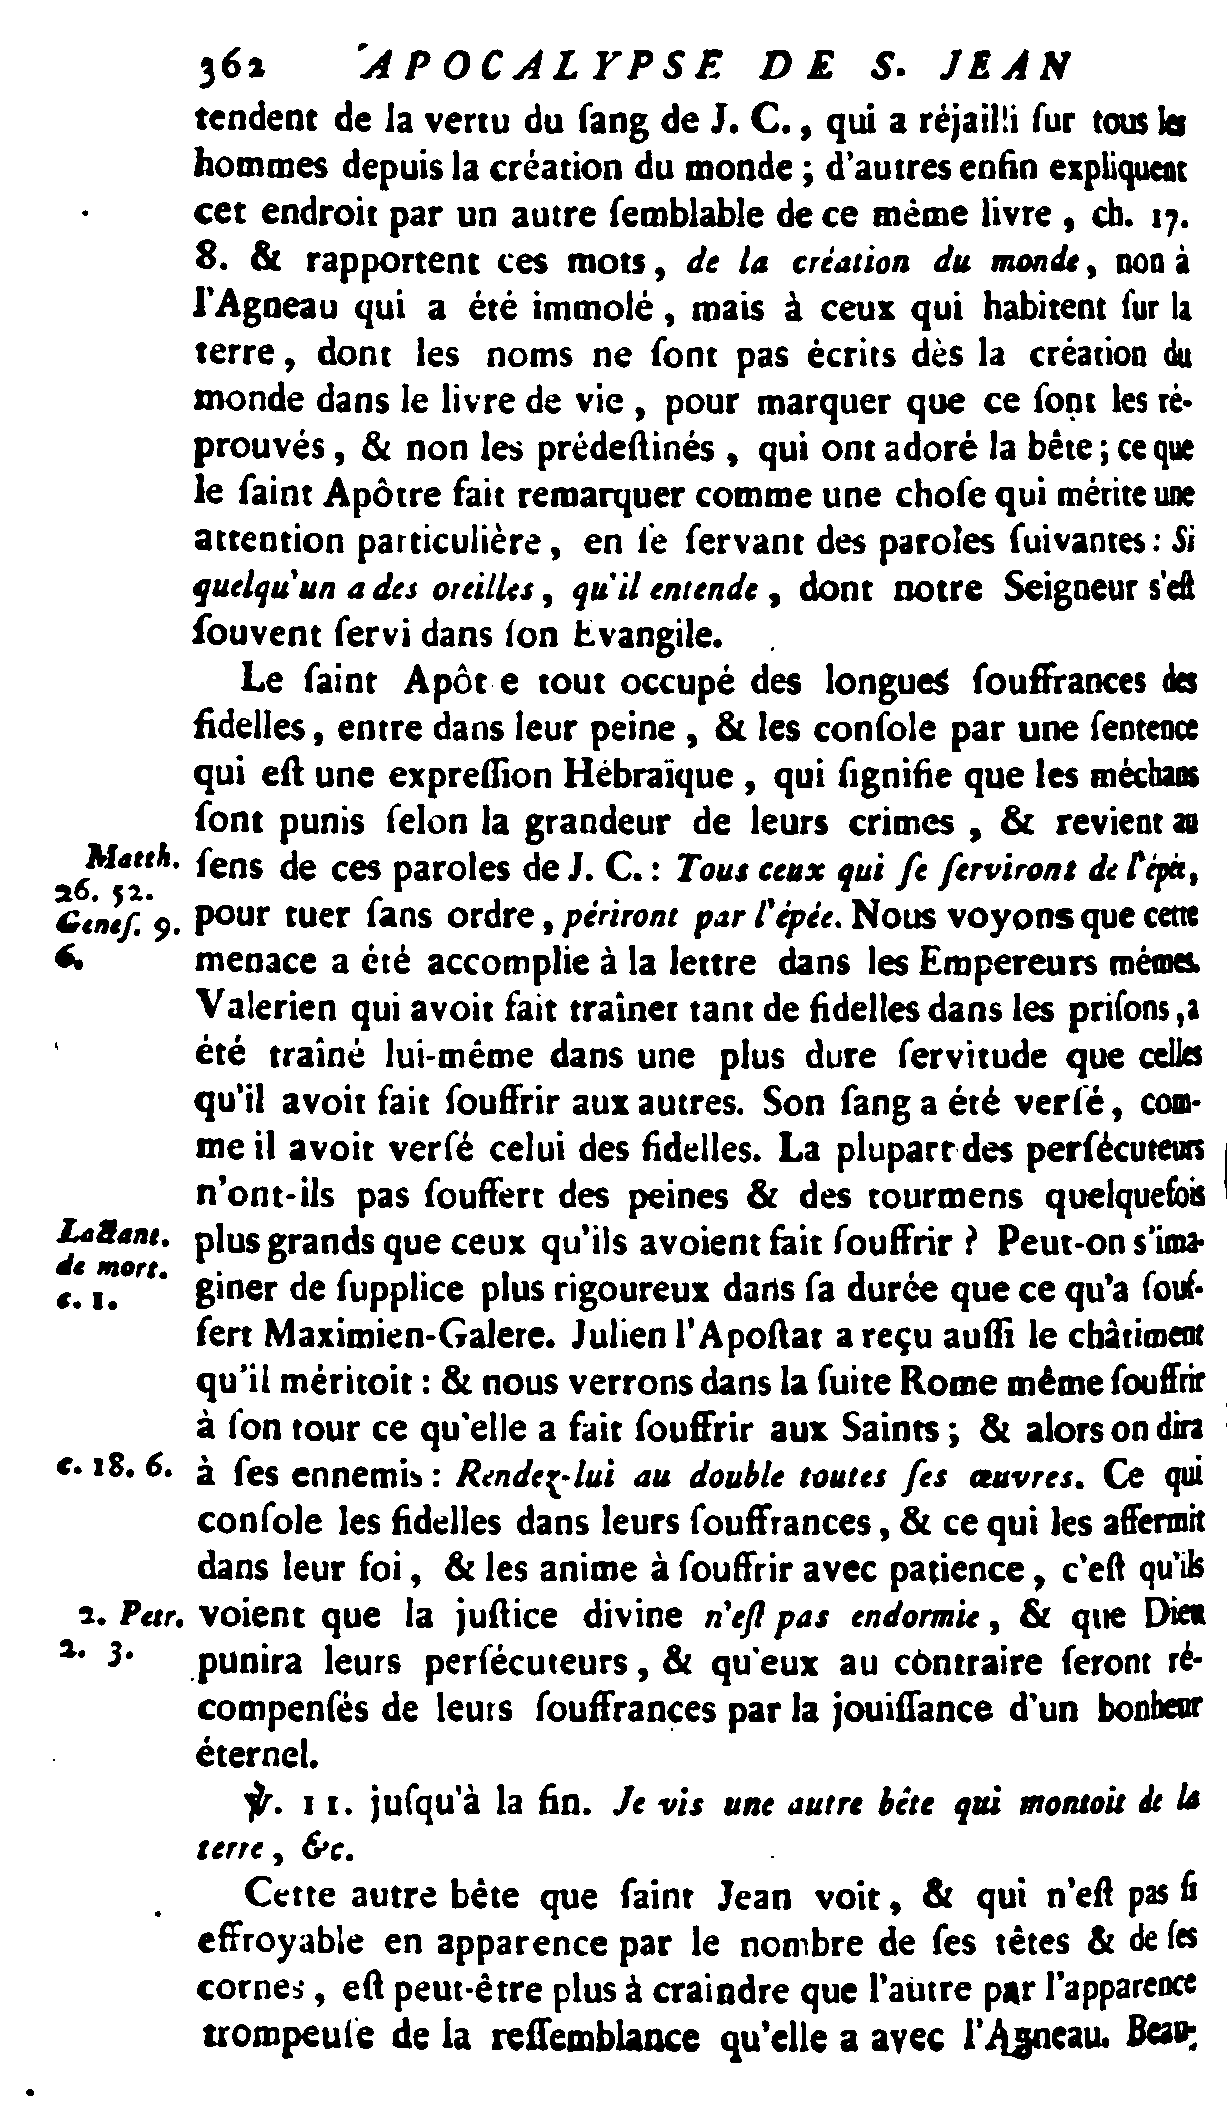 362 APOCALYPSE DE S. JEAN
tendent de la vertu du ſang de J. C., qui a réjailli ſur tous les
hommes depuis la création du monde ; d'autres enfin expliquent
cet endroit par un autre ſemblable de ce même livre, ch. 17.
8. & rapportent ces mots, de la création du monde, non à
l'Agneau qui a été immolé, mais à ceux qui habitent ſur la
terre, dont les noms ne ſont pas écrits dès la création du
monde dans le livre de vie, pour marquer que ce ſont les ré-
prouvés, & non les prédeſtinés, qui ont adoré la bête ; ce que
le ſaint Apôtre fait remarquer comme une choſe qui mérite une
attention particulière, en ſe ſervant des paroles ſuivantes : Si
quelqu'un a des oreilles, qu'il entende, dont notre Seigneur s'eſt
ſouvent ſervi dans ſon Evangile.
Le ſaint Apôt e tout occupé des longues ſouffrances des
fidelles, entre dans leur peine, & les conſole par une ſentence
qui eſt une expreſſion Hébraïque, qui ſignifie que les méchans
ſont punis ſelon la grandeur de leurs crimes, & revient au
Matth. ſens de ces paroles de J. C. : Tous ceux qui ſe ſerviront de l'épée,
26. 52.
Geneſ. 9. pour tuer ſans ordre, périront par l'épée. Nous voyons que cette
6. menace a été accomplie à la lettre dans les Empereurs mêmes.
Valerien qui avoit fait traîner tant de fidelles dans les priſons, a
été traîné lui-même dans une plus dure ſervitude que celles
qu'il avoit fait ſouffrir aux autres. Son ſang a été verſé, com-
me il avoit verſé celui des fidelles. La plupart des perſécuteurs
n'ont-ils pas ſouffert des peines & des tourmens quelquefois
Lactant. plus grands que ceux qu'ils avoient fait ſouffrir ? Peut-on s'ima-
de mort.
c. 1. giner de ſupplice plus rigoureux dans ſa durée que ce qu'a ſouf-
fert Maximien-Galere. Julien l'Apoſtat a reçu auſſi le châtiment
qu'il méritoit : & nous verrons dans la ſuite Rome même ſouffrir
à ſon tour ce qu'elle a fait ſouffrir aux Saints ; & alors on dira
c. 18. 6. à ſes ennemis : Rendez-lui au double toutes ſes œuvres. Ce qui
conſole les fidelles dans leurs ſouffrances, & ce qui les affermit
dans leur foi, & les anime à ſouffrir avec patience, c'eſt qu'ils
2. Petr. voient que la juſtice divine n'eſt pas endormie, & que Dieu
2. 3. punira leurs perſécuteurs, & qu'eux au contraire ſeront ré-
compenſés de leurs ſouffrances par la jouiſſance d'un bonheur
éternel.
℣. 11. juſqu'à la fin. Je vis une autre bête qui montoit de la
terre, &c.
Cette autre bête que ſaint Jean voit, & qui n'eſt pas ſi
effroyable en apparence par le nombre de ſes têtes & de ſes
cornes, eſt peut-être plus à craindre que l'autre par l'apparence
trompeuſe de la reſſemblance qu'elle a avec l'Agneau. Beau-